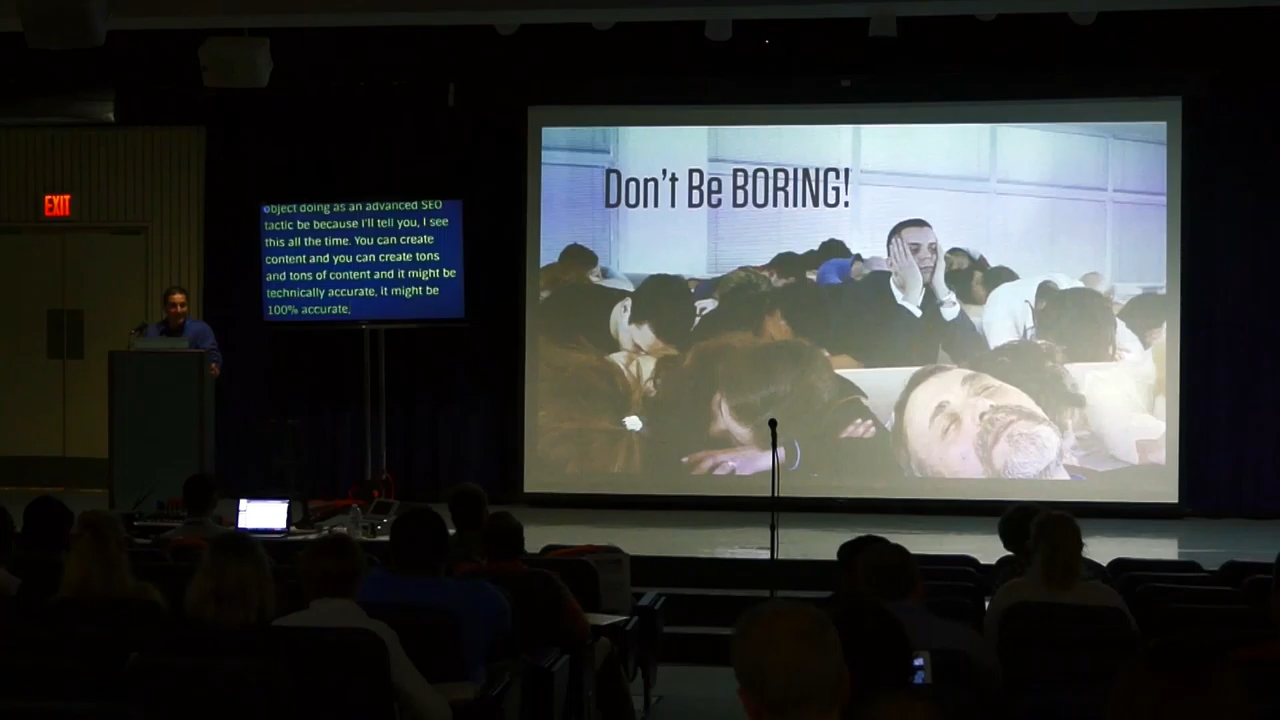 EXIT
object doing as an advanced SEO
tactic be because I'll tell you, I see
this all the time. You can create
content and you can create tons
and tons of content and it might be
technically accurate, it might be
100% accurate,
Don't Be BORING!